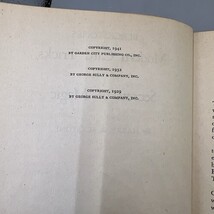 COPYRIGHT, 1941
BY GARDEN CITY PUBLISHING CO., INC.
COPYRIGHT, 1932
BY GEORGE SULLY & COMPANY, INC.
COPYRIGHT, 1929
BY GEORGE SULLY & COMPANY, INC.